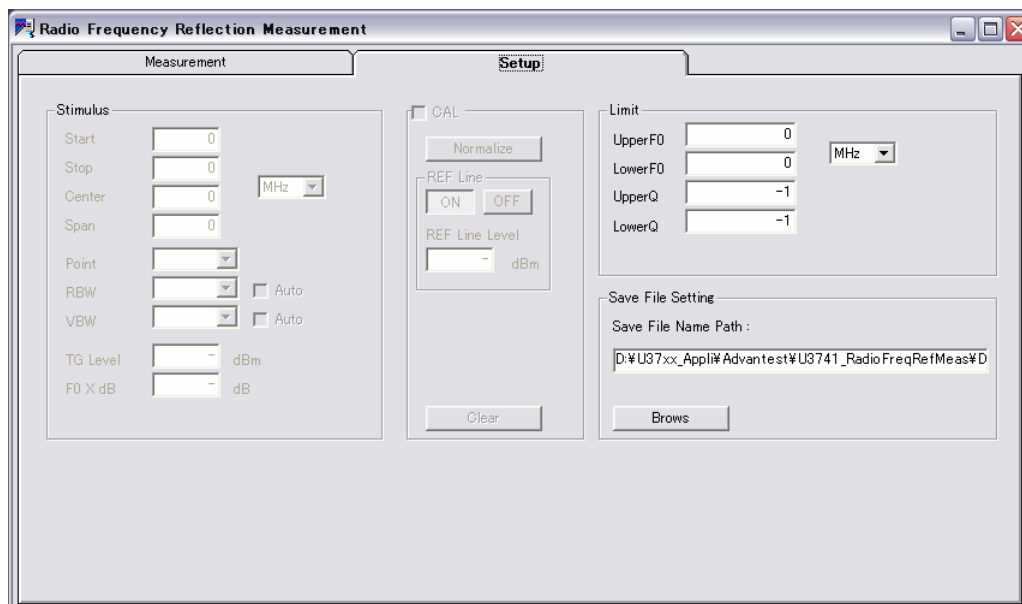 Radio Frequency Reflection Measurement
Measurement
Setup
Stimulus
Start 0
Stop 0
Center 0
Span 0
MHz
Point
RBW Auto
VBW Auto
TG Level - dBm
F0 X dB - dB
CAL
Normalize
REF Line
ON OFF
REF Line Level
- dBm
Clear
Limit
UpperF0 0
LowerF0 0
MHz
UpperQ -1
LowerQ -1
Save File Setting
Save File Name Path :
D:¥U37xx_Appli¥Advantest¥U3741_RadioFreqRefMeas¥D
Brows